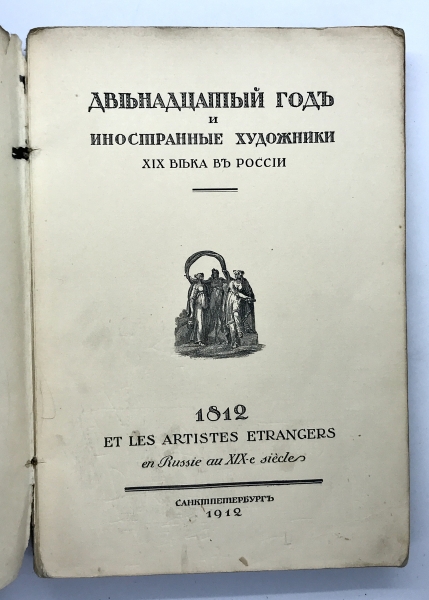 ДВѢНАДЦАТЫЙ ГОДЪ
И
ИНОСТРАННЫЕ ХУДОЖНИКИ
XIX ВѢКА ВЪ РОССІИ
1812
ET LES ARTISTES ETRANGERS
en Russie au XIX-e siècle
САНКТПЕТЕРБУРГЪ
1912